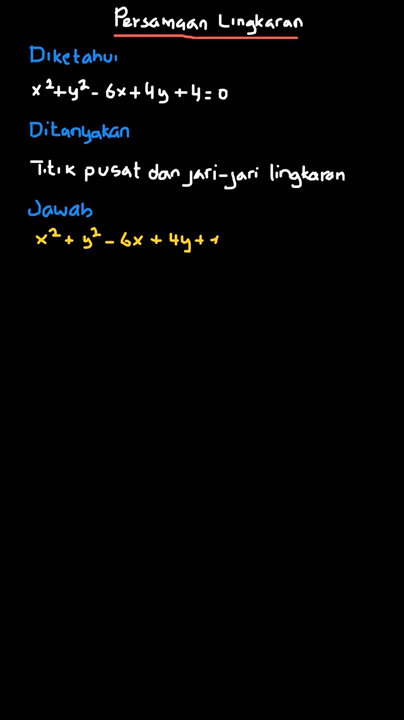 Persamaan Lingkaran
Diketahui
x²+y² - 6x + 4y + 4 = 0
Ditanyakan
Titik pusat dan jari-jari lingkaran
Jawab
x² + y² - 6x + 4y +